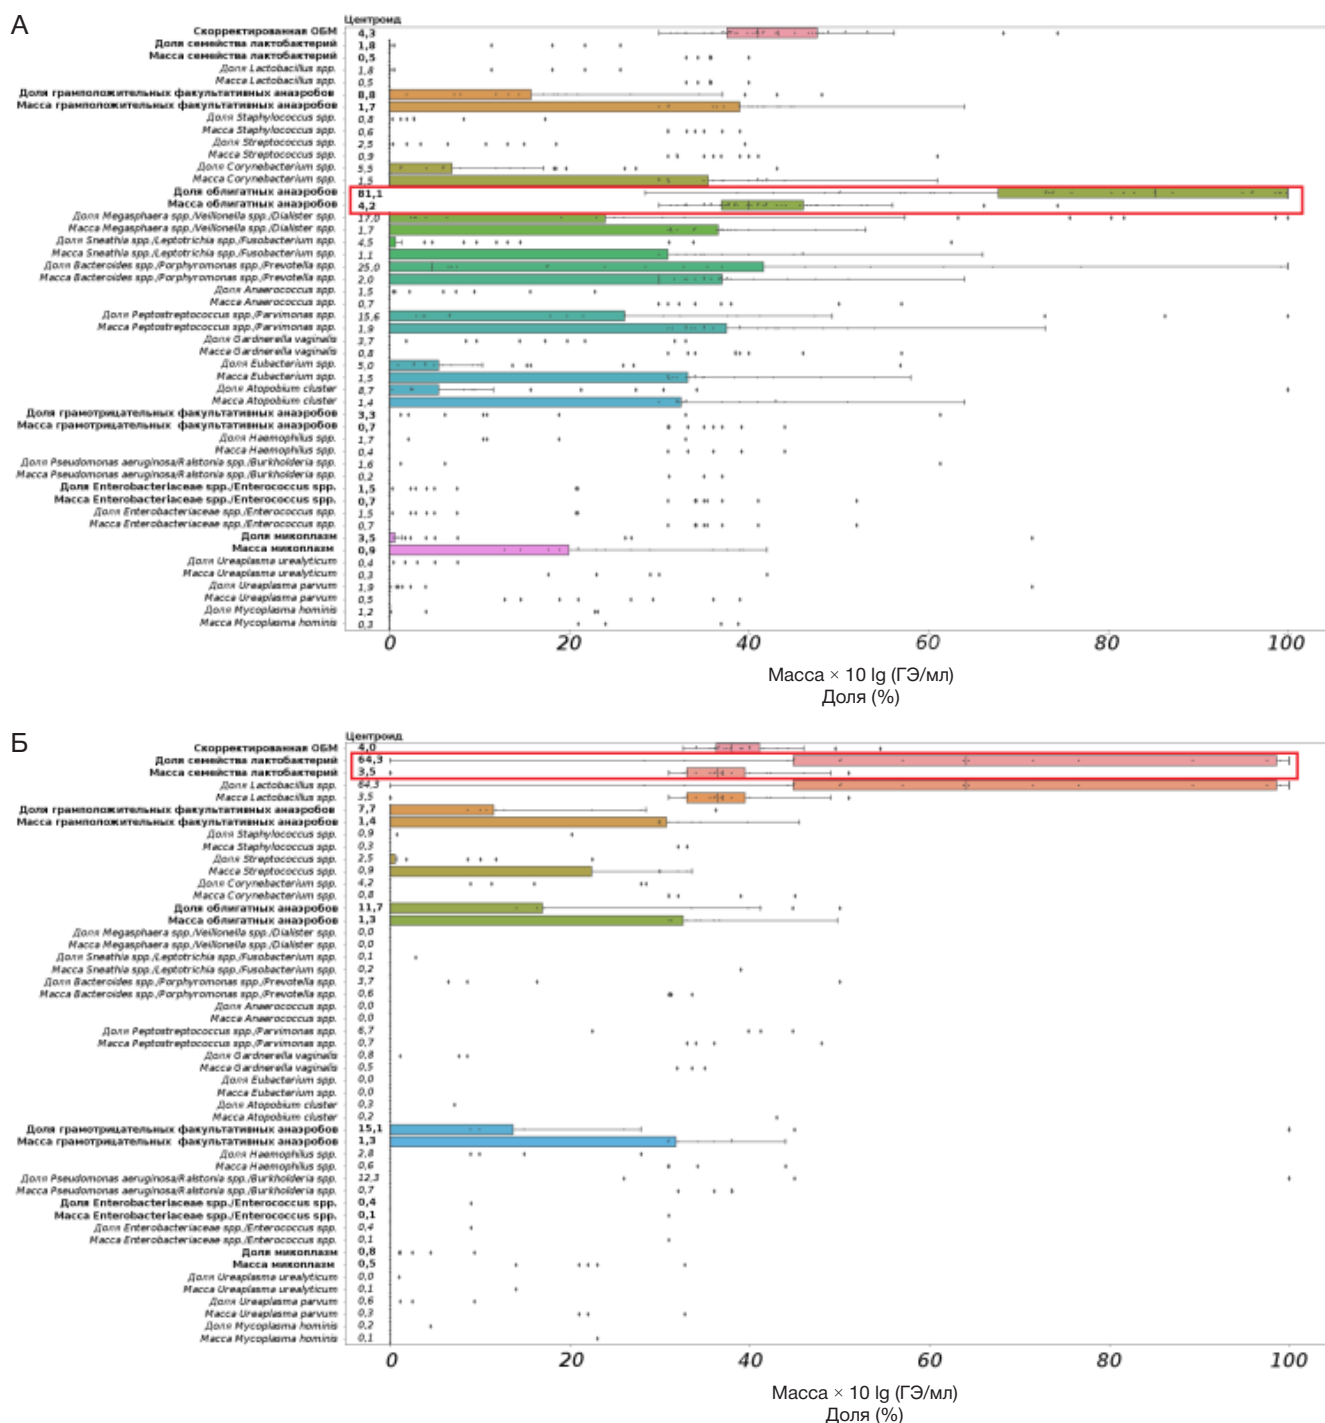 А
Центроид
Скорректированная ОБМ 4,3
Доля семейства лактобактерий 1,8
Масса семейства лактобактерий 0,5
Доля Lactobacillus spp. 1,8
Масса Lactobacillus spp. 0,5
Доля грамположительных факультативных анаэробов 8,8
Масса грамположительных факультативных анаэробов 1,7
Доля Staphylococcus spp. 0,8
Масса Staphylococcus spp. 0,6
Доля Streptococcus spp. 2,5
Масса Streptococcus spp. 0,9
Доля Corynebacterium spp. 5,5
Масса Corynebacterium spp. 1,5
Доля облигатных анаэробов 81,1
Масса облигатных анаэробов 4,2
Доля Megasphaera spp./Veillonella spp./Dialister spp. 17,0
Масса Megasphaera spp./Veillonella spp./Dialister spp. 1,7
Доля Sneathia spp./Leptotrichia spp./Fusobacterium spp. 4,5
Масса Sneathia spp./Leptotrichia spp./Fusobacterium spp. 1,1
Доля Bacteroides spp./Porphyromonas spp./Prevotella spp. 25,0
Масса Bacteroides spp./Porphyromonas spp./Prevotella spp. 2,0
Доля Anaerococcus spp. 1,5
Масса Anaerococcus spp. 0,7
Доля Peptostreptococcus spp./Parvimonas spp. 15,6
Масса Peptostreptococcus spp./Parvimonas spp. 1,9
Доля Gardnerella vaginalis 3,7
Масса Gardnerella vaginalis 0,8
Доля Eubacterium spp. 5,0
Масса Eubacterium spp. 1,5
Доля Atopobium cluster 8,7
Масса Atopobium cluster 1,4
Доля грамотрицательных факультативных анаэробов 3,3
Масса грамотрицательных факультативных анаэробов 0,7
Доля Haemophilus spp. 1,7
Масса Haemophilus spp. 0,4
Доля Pseudomonas aeruginosa/Ralstonia spp./Burkholderia spp. 1,6
Масса Pseudomonas aeruginosa/Ralstonia spp./Burkholderia spp. 0,2
Доля Enterobacteriaceae spp./Enterococcus spp. 1,5
Масса Enterobacteriaceae spp./Enterococcus spp. 0,7
Доля Enterobacteriaceae spp./Enterococcus spp. 1,5
Масса Enterobacteriaceae spp./Enterococcus spp. 0,7
Доля микоплазм 3,5
Масса микоплазм 0,9
Доля Ureaplasma urealyticum 0,4
Масса Ureaplasma urealyticum 0,3
Доля Ureaplasma parvum 1,9
Масса Ureaplasma parvum 0,5
Доля Mycoplasma hominis 1,2
Масса Mycoplasma hominis 0,3
0 20 40 60 80 100
Масса × 10 lg (ГЭ/мл)
Доля (%)
Б
Центроид
Скорректированная ОБМ 4,0
Доля семейства лактобактерий 64,3
Масса семейства лактобактерий 3,5
Доля Lactobacillus spp. 64,3
Масса Lactobacillus spp. 3,5
Доля грамположительных факультативных анаэробов 7,7
Масса грамположительных факультативных анаэробов 1,4
Доля Staphylococcus spp. 0,9
Масса Staphylococcus spp. 0,3
Доля Streptococcus spp. 2,5
Масса Streptococcus spp. 0,9
Доля Corynebacterium spp. 4,2
Масса Corynebacterium spp. 0,8
Доля облигатных анаэробов 11,7
Масса облигатных анаэробов 1,3
Доля Megasphaera spp./Veillonella spp./Dialister spp. 0,0
Масса Megasphaera spp./Veillonella spp./Dialister spp. 0,0
Доля Sneathia spp./Leptotrichia spp./Fusobacterium spp. 0,1
Масса Sneathia spp./Leptotrichia spp./Fusobacterium spp. 0,2
Доля Bacteroides spp./Porphyromonas spp./Prevotella spp. 3,7
Масса Bacteroides spp./Porphyromonas spp./Prevotella spp. 0,6
Доля Anaerococcus spp. 0,0
Масса Anaerococcus spp. 0,0
Доля Peptostreptococcus spp./Parvimonas spp. 6,7
Масса Peptostreptococcus spp./Parvimonas spp. 0,7
Доля Gardnerella vaginalis 0,8
Масса Gardnerella vaginalis 0,5
Доля Eubacterium spp. 0,0
Масса Eubacterium spp. 0,0
Доля Atopobium cluster 0,3
Масса Atopobium cluster 0,2
Доля грамотрицательных факультативных анаэробов 15,1
Масса грамотрицательных факультативных анаэробов 1,3
Доля Haemophilus spp. 2,8
Масса Haemophilus spp. 0,6
Доля Pseudomonas aeruginosa/Ralstonia spp./Burkholderia spp. 12,3
Масса Pseudomonas aeruginosa/Ralstonia spp./Burkholderia spp. 0,7
Доля Enterobacteriaceae spp./Enterococcus spp. 0,4
Масса Enterobacteriaceae spp./Enterococcus spp. 0,1
Доля Enterobacteriaceae spp./Enterococcus spp. 0,4
Масса Enterobacteriaceae spp./Enterococcus spp. 0,1
Доля микоплазм 0,8
Масса микоплазм 0,5
Доля Ureaplasma urealyticum 0,0
Масса Ureaplasma urealyticum 0,1
Доля Ureaplasma parvum 0,6
Масса Ureaplasma parvum 0,3
Доля Mycoplasma hominis 0,2
Масса Mycoplasma hominis 0,1
0 20 40 60 80 100
Масса × 10 lg (ГЭ/мл)
Доля (%)